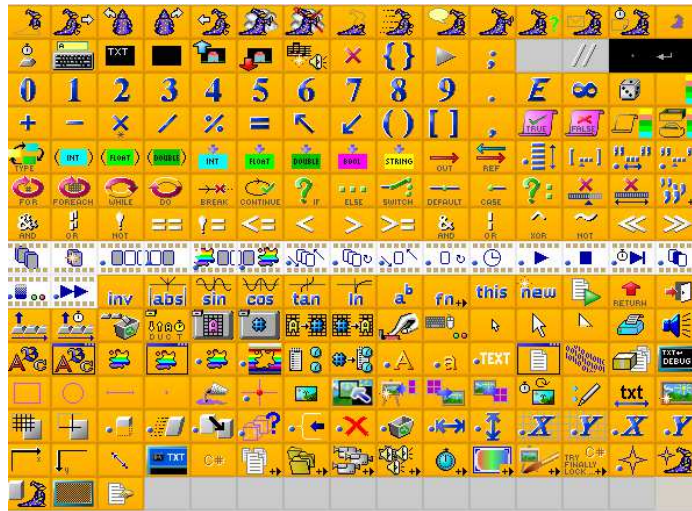 ?
A TXT { } ;  //
0 1 2 3 4 5 6 7 8 9 . E ∞
+ − × / % = ( ) [ ] , TRUE FALSE
TYPE (INT) (FLOAT) (DOUBLE) INT FLOAT DOUBLE BOOL STRING OUT REF [...] "..."
FOR FOREACH WHILE DO BREAK CONTINUE ? IF ELSE SWITCH DEFAULT CASE ?:
&& AND || OR ! NOT == != <= < > >= & AND | OR ^ XOR ~ NOT << >>
inv |abs| sin cos tan ln a^b fn.. this new RETURN
DUCT
ABC ABC .A .a .TEXT TXT DEBUG
txt
? .X .Y .X .Y
x y TXT C# C# TRY FINALLY LOCK...